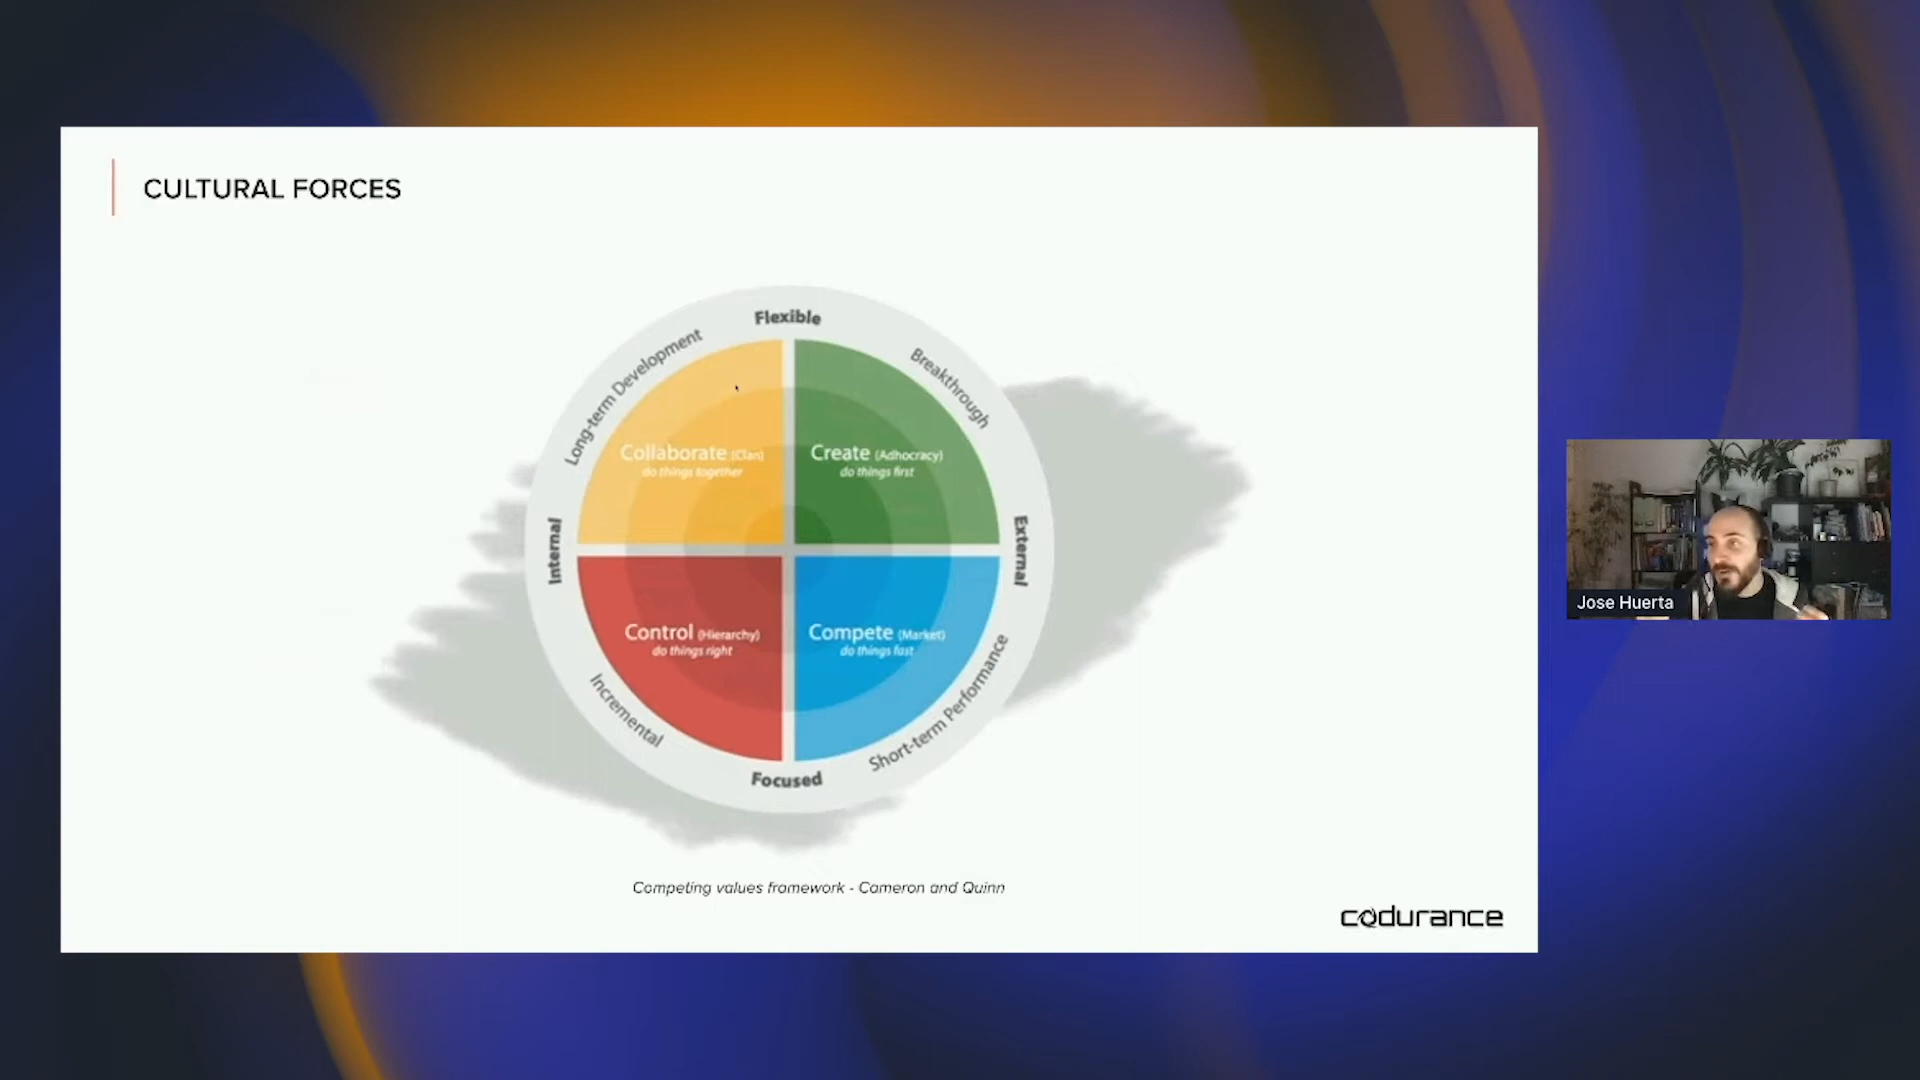 CULTURAL FORCES
Flexible
Long-term Development
Breakthrough
Collaborate (Clan)
do things together
Create (Adhocracy)
do things first
Internal
External
Control (Hierarchy)
do things right
Compete (Market)
do things fast
Incremental
Short-term Performance
Focused
Competing values framework - Cameron and Quinn
codurance
Jose Huerta